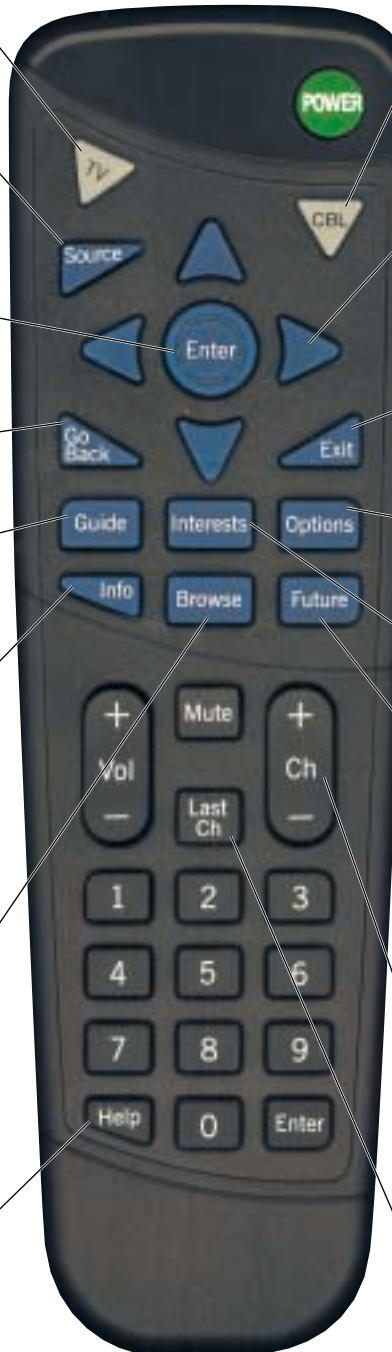 POWER
TV
CBL
Source
Enter
Go
Back
Exit
Guide Interests Options
Info Browse Future
+ Mute +
Vol Ch
- Last -
Ch
1 2 3
4 5 6
7 8 9
Help 0 Enter